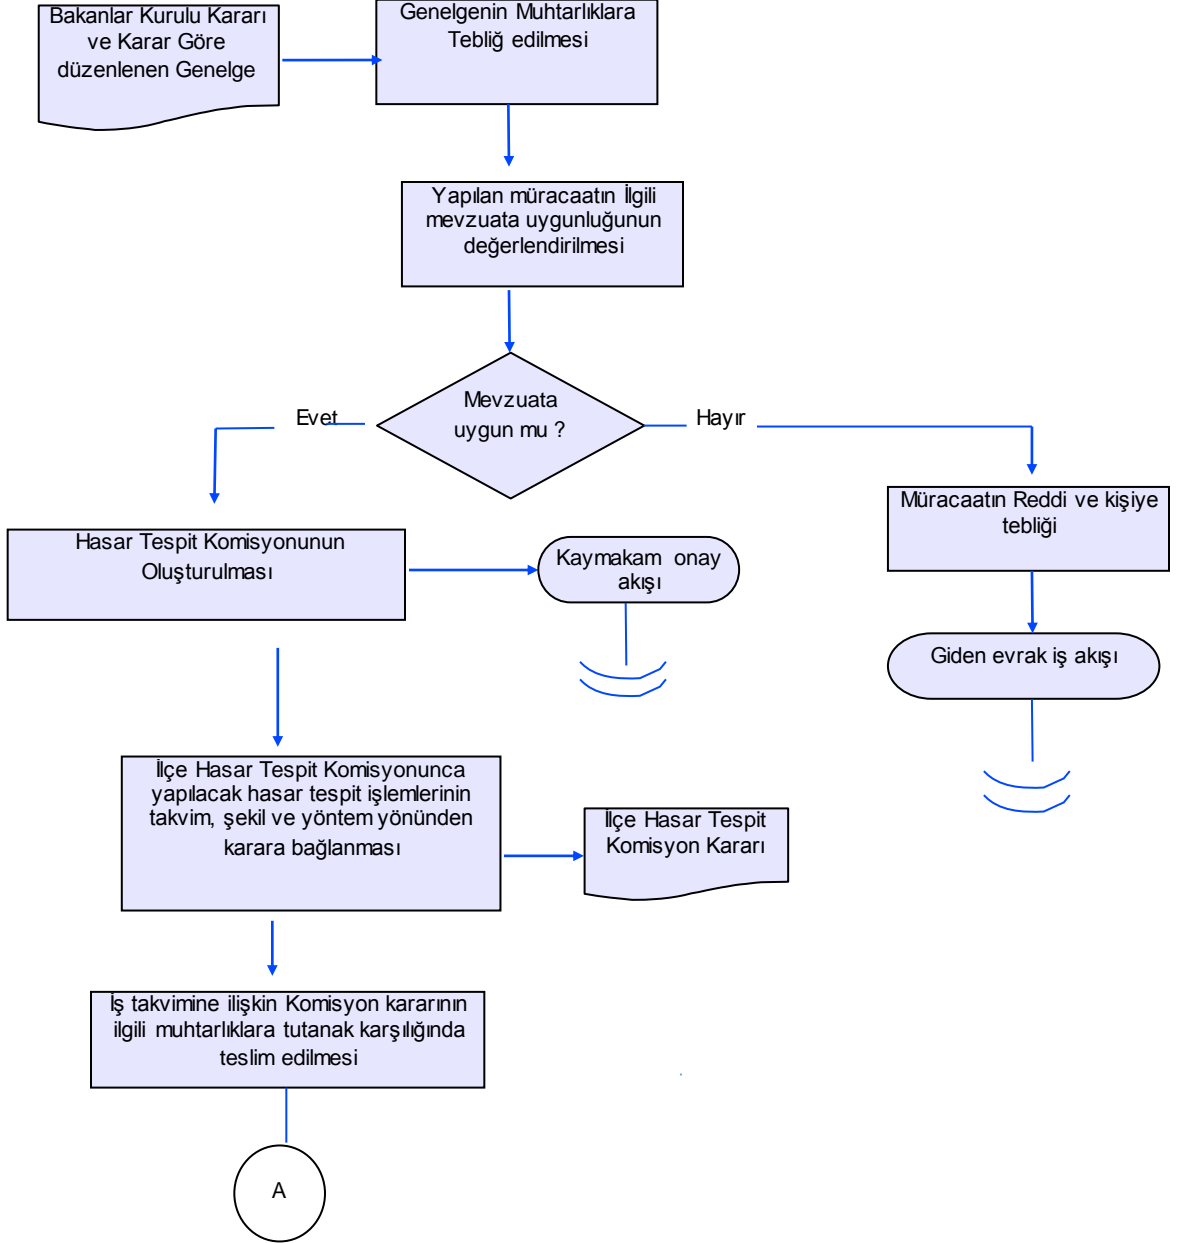 Bakanlar Kurulu Kararı
ve Karar Göre
düzenlenen Genelge
Genelgenin Muhtarlıklara
Tebliğ edilmesi
Yapılan müracaatın İlgili
mevzuata uygunluğunun
değerlendirilmesi
Mevzuata
uygun mu ?
Evet
Hayır
Müracaatın Reddi ve kişiye
tebliği
Hasar Tespit Komisyonunun
Oluşturulması
Kaymakam onay
akışı
Giden evrak iş akışı
İlçe Hasar Tespit Komisyonunca
yapılacak hasar tespit işlemlerinin
takvim, şekil ve yöntem yönünden
karara bağlanması
İlçe Hasar Tespit
Komisyon Kararı
İş takvimine ilişkin Komisyon kararının
ilgili muhtarlıklara tutanak karşılığında
teslim edilmesi
A